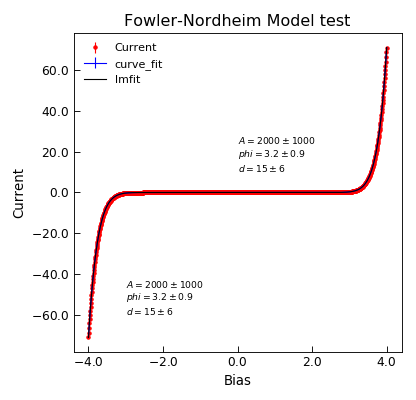 Fowler-Nordheim Model test
Current
curve_fit
lmfit
60.0
40.0
20.0
0.0
−20.0
−40.0
−60.0
Current
A = 2000 ± 1000
phi = 3.2 ± 0.9
d = 15 ± 6
A = 2000 ± 1000
phi = 3.2 ± 0.9
d = 15 ± 6
−4.0 −2.0 0.0 2.0 4.0
Bias